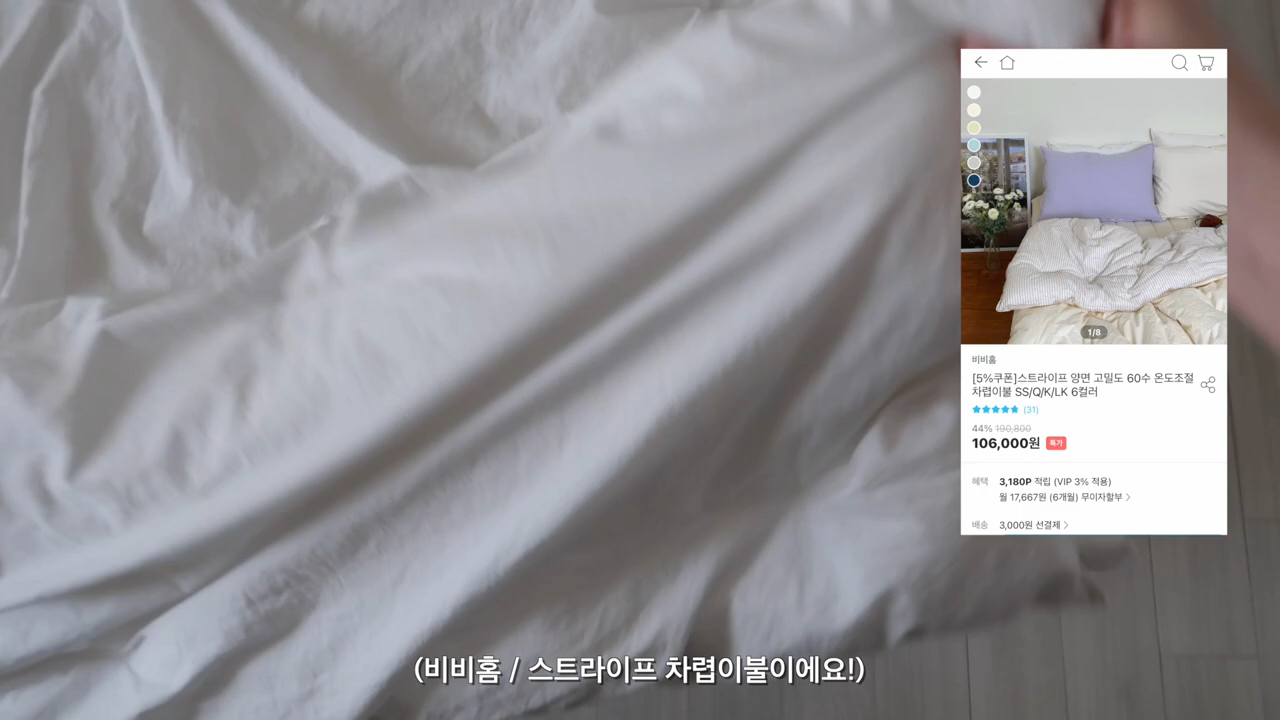 1/8
비비홈
[5%쿠폰]스트라이프 양면 고밀도 60수 온도조절
차렵이불 SS/Q/K/LK 6컬러
(31)
44% 190,800
106,000원 특가
혜택 3,180P 적립 (VIP 3% 적용)
월 17,667원 (6개월) 무이자할부
배송 3,000원 선결제
(비비홈 / 스트라이프 차렵이불이에요!)